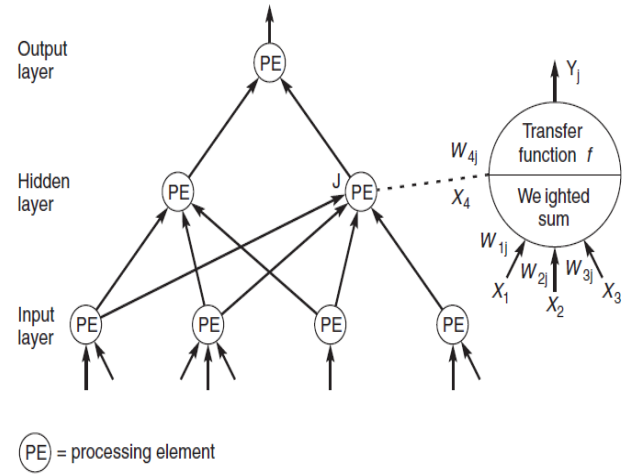 Output
layer
PE
Hidden
layer
PE
J
PE
Input
layer
PE
PE
PE
PE
Yj
Transfer
function f
We ighted
sum
W4j
X4
W1j
W2j
W3j
X1
X2
X3
PE = processing element